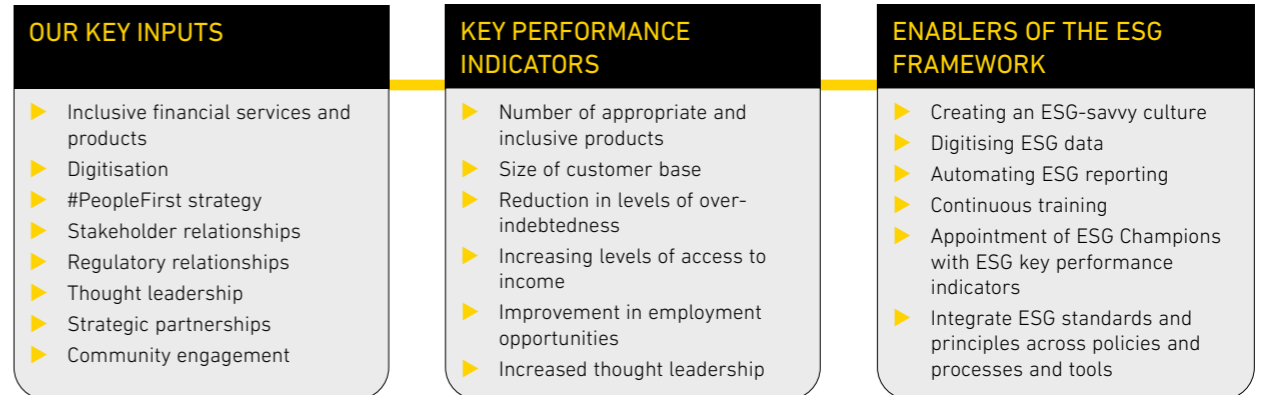 OUR KEY INPUTS
Inclusive financial services and
products
Digitisation
#PeopleFirst strategy
Stakeholder relationships
Regulatory relationships
Thought leadership
Strategic partnerships
Community engagement
KEY PERFORMANCE
INDICATORS
Number of appropriate and
inclusive products
Size of customer base
Reduction in levels of over-
indebtedness
Increasing levels of access to
income
Improvement in employment
opportunities
Increased thought leadership
ENABLERS OF THE ESG
FRAMEWORK
Creating an ESG-savvy culture
Digitising ESG data
Automating ESG reporting
Continuous training
Appointment of ESG Champions
with ESG key performance
indicators
Integrate ESG standards and
principles across policies and
processes and tools